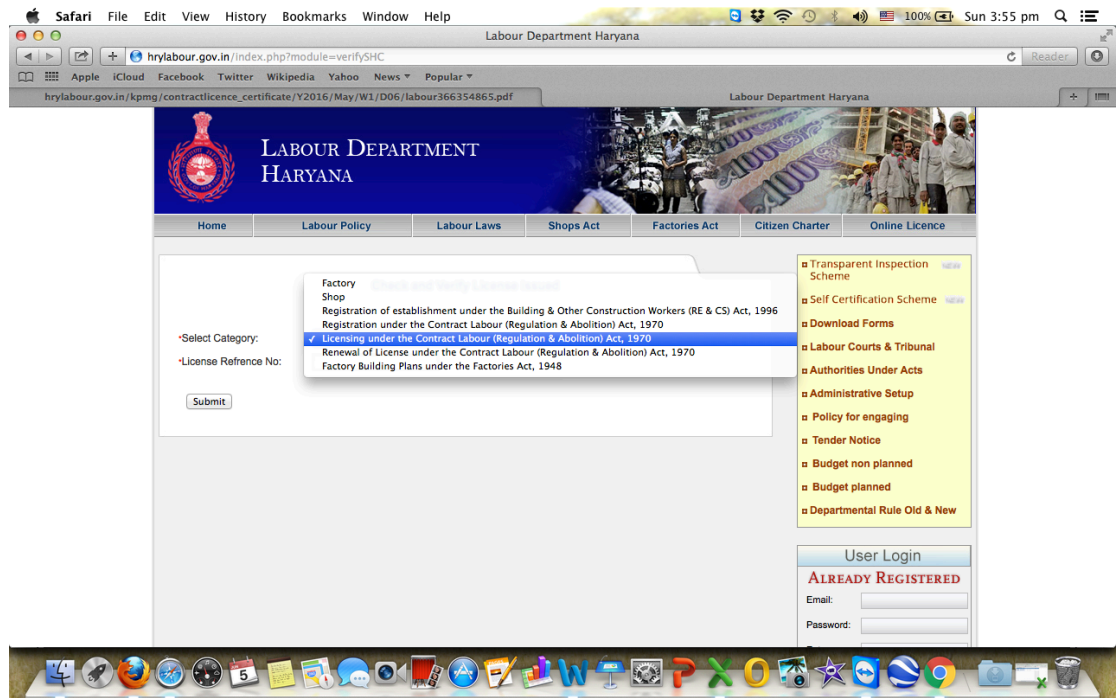 Safari File Edit View History Bookmarks Window Help 100% Sun 3:55 pm
Labour Department Haryana
hrylabour.gov.in/index.php?module=verifySHC Reader
Apple iCloud Facebook Twitter Wikipedia Yahoo News Popular
hrylabour.gov.in/kpmg/contractlicence_certificate/Y2016/May/W1/D06/labour366354865.pdf Labour Department Haryana
LABOUR DEPARTMENT
HARYANA
Home Labour Policy Labour Laws Shops Act Factories Act Citizen Charter Online Licence
Factory
Shop
Registration of establishment under the Building & Other Construction Workers (RE & CS) Act, 1996
Registration under the Contract Labour (Regulation & Abolition) Act, 1970
*Select Category: ✓ Licensing under the Contract Labour (Regulation & Abolition) Act, 1970
Renewal of License under the Contract Labour (Regulation & Abolition) Act, 1970
*License Refrence No:
Factory Building Plans under the Factories Act, 1948
Submit
Transparent Inspection
Scheme
Self Certification Scheme
Download Forms
Labour Courts & Tribunal
Authorities Under Acts
Administrative Setup
Policy for engaging
Tender Notice
Budget non planned
Budget planned
Departmental Rule Old & New
User Login
ALREADY REGISTERED
Email:
Password:
5